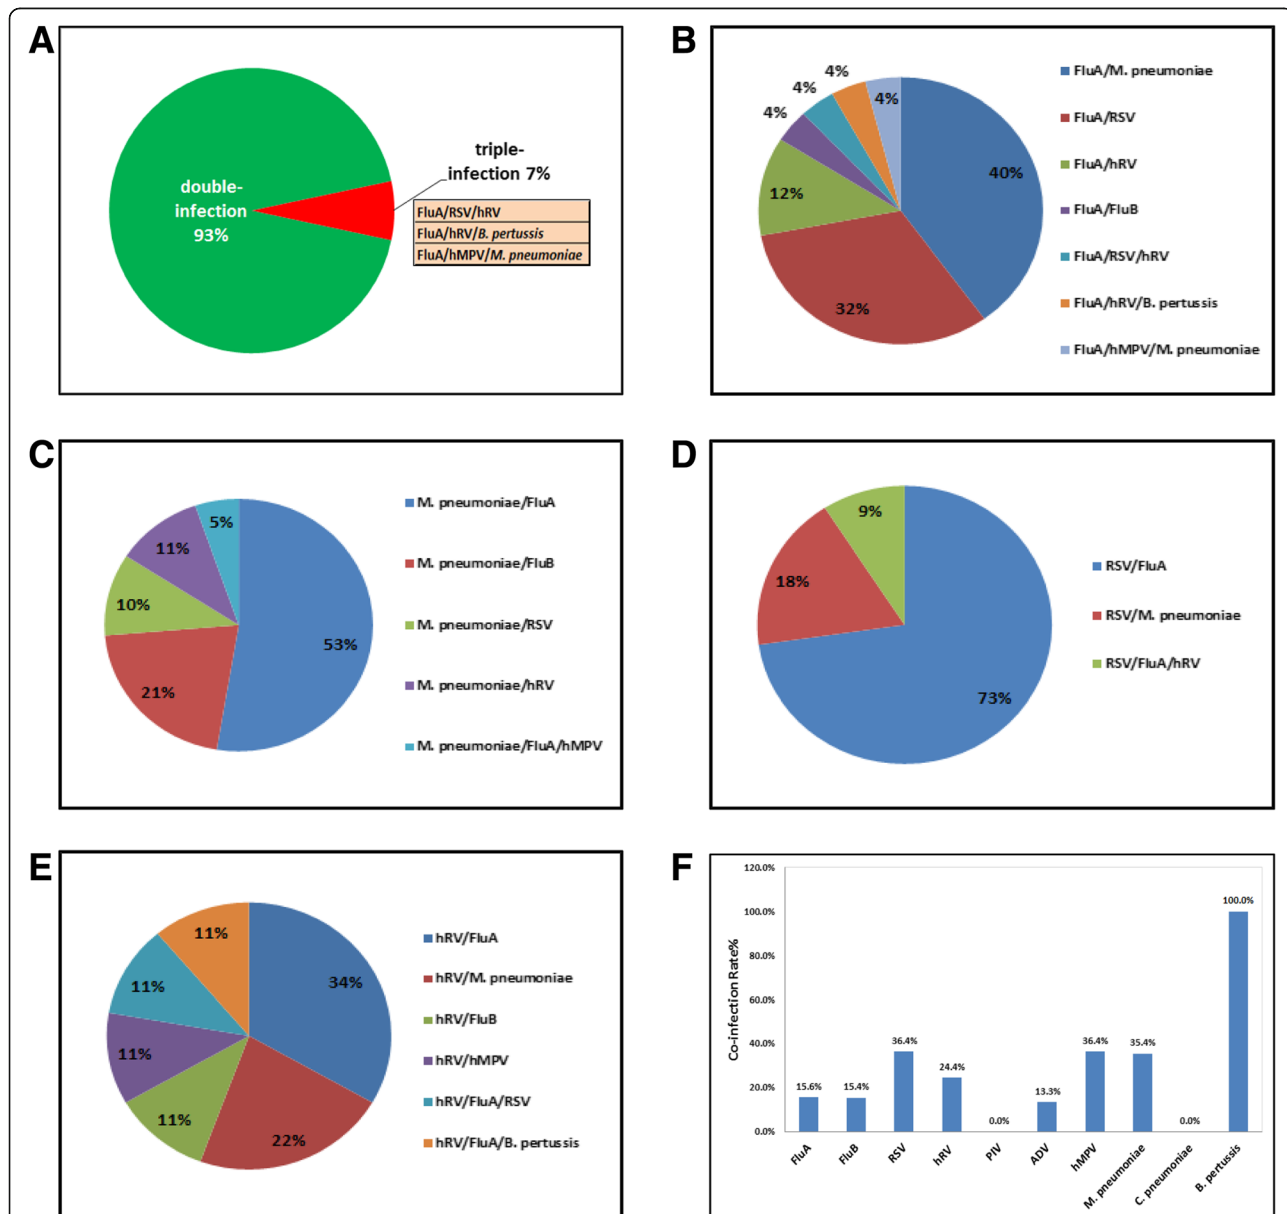 A
double-
infection
93%
triple-
infection 7%
FluA/RSV/hRV
FluA/hRV/B. pertussis
FluA/hMPV/M. pneumoniae
B
4%
4%
4%
4%
40%
12%
32%
FluA/M. pneumoniae
FluA/RSV
FluA/hRV
FluA/FluB
FluA/RSV/hRV
FluA/hRV/B. pertussis
FluA/hMPV/M. pneumoniae
C
5%
11%
10%
53%
21%
M. pneumoniae/FluA
M. pneumoniae/FluB
M. pneumoniae/RSV
M. pneumoniae/hRV
M. pneumoniae/FluA/hMPV
D
9%
18%
73%
RSV/FluA
RSV/M. pneumoniae
RSV/FluA/hRV
E
11%
34%
11%
11%
11%
22%
hRV/FluA
hRV/M. pneumoniae
hRV/FluB
hRV/hMPV
hRV/FluA/RSV
hRV/FluA/B. pertussis
F
Co-infection Rate%
120.0%
100.0%
80.0%
60.0%
40.0%
20.0%
0.0%
15.6%
15.4%
36.4%
24.4%
0.0%
13.3%
36.4%
35.4%
0.0%
100.0%
FluA
FluB
RSV
hRV
PIV
ADV
hMPV
M. pneumoniae
C. pneumoniae
B. pertussis